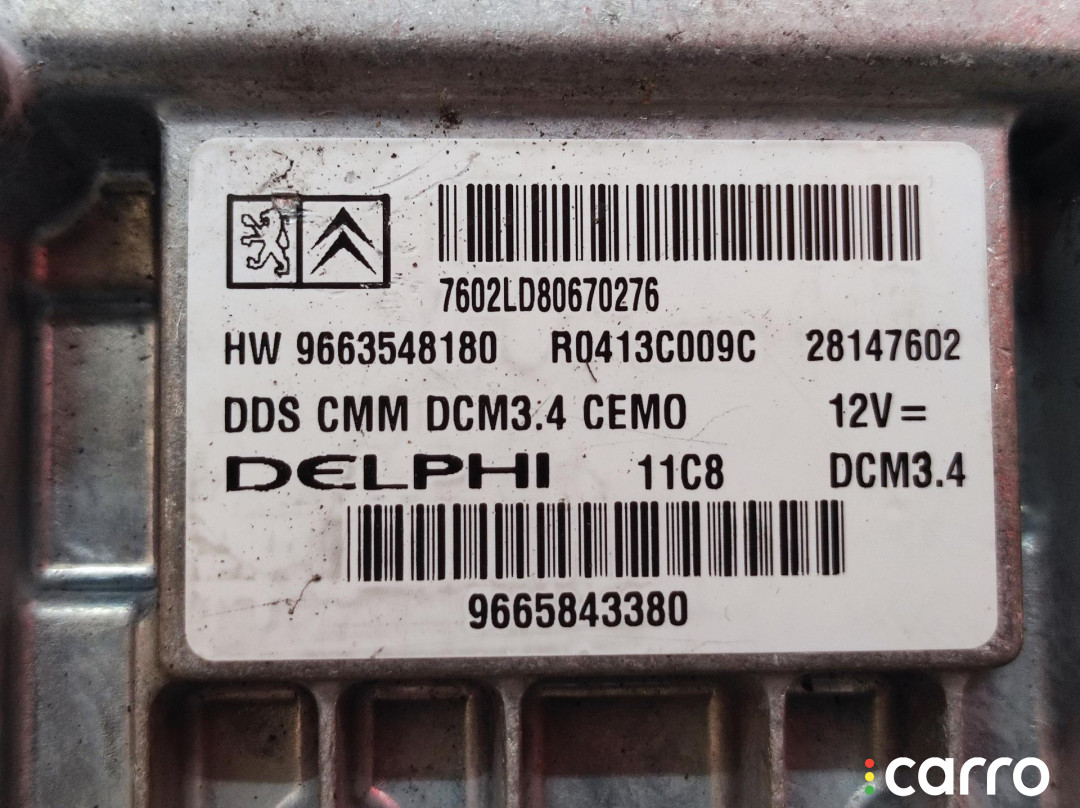 7602LD80670276
HW 9663548180 R0413C009C 28147602
DDS CMM DCM3.4 CEMO 12V=
DELPHI 11C8 DCM3.4
9665843380
carro